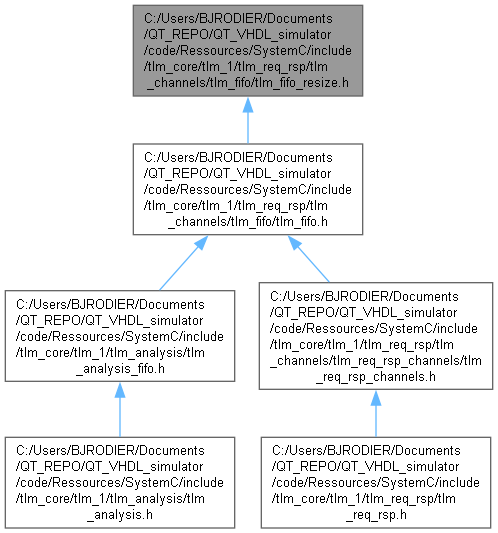 C:/Users/BJRODIER/Documents
/QT_REPO/QT_VHDL_simulator
/code/Ressources/SystemC/include
/tlm_core/tlm_1/tlm_req_rsp/tlm
_channels/tlm_fifo/tlm_fifo_resize.h
C:/Users/BJRODIER/Documents
/QT_REPO/QT_VHDL_simulator
/code/Ressources/SystemC/include
/tlm_core/tlm_1/tlm_req_rsp/tlm
_channels/tlm_fifo/tlm_fifo.h
C:/Users/BJRODIER/Documents
/QT_REPO/QT_VHDL_simulator
/code/Ressources/SystemC/include
/tlm_core/tlm_1/tlm_analysis/tlm
_analysis_fifo.h
C:/Users/BJRODIER/Documents
/QT_REPO/QT_VHDL_simulator
/code/Ressources/SystemC/include
/tlm_core/tlm_1/tlm_req_rsp/tlm
_channels/tlm_req_rsp_channels/tlm
_req_rsp_channels.h
C:/Users/BJRODIER/Documents
/QT_REPO/QT_VHDL_simulator
/code/Ressources/SystemC/include
/tlm_core/tlm_1/tlm_analysis/tlm
_analysis.h
C:/Users/BJRODIER/Documents
/QT_REPO/QT_VHDL_simulator
/code/Ressources/SystemC/include
/tlm_core/tlm_1/tlm_req_rsp/tlm
_req_rsp.h